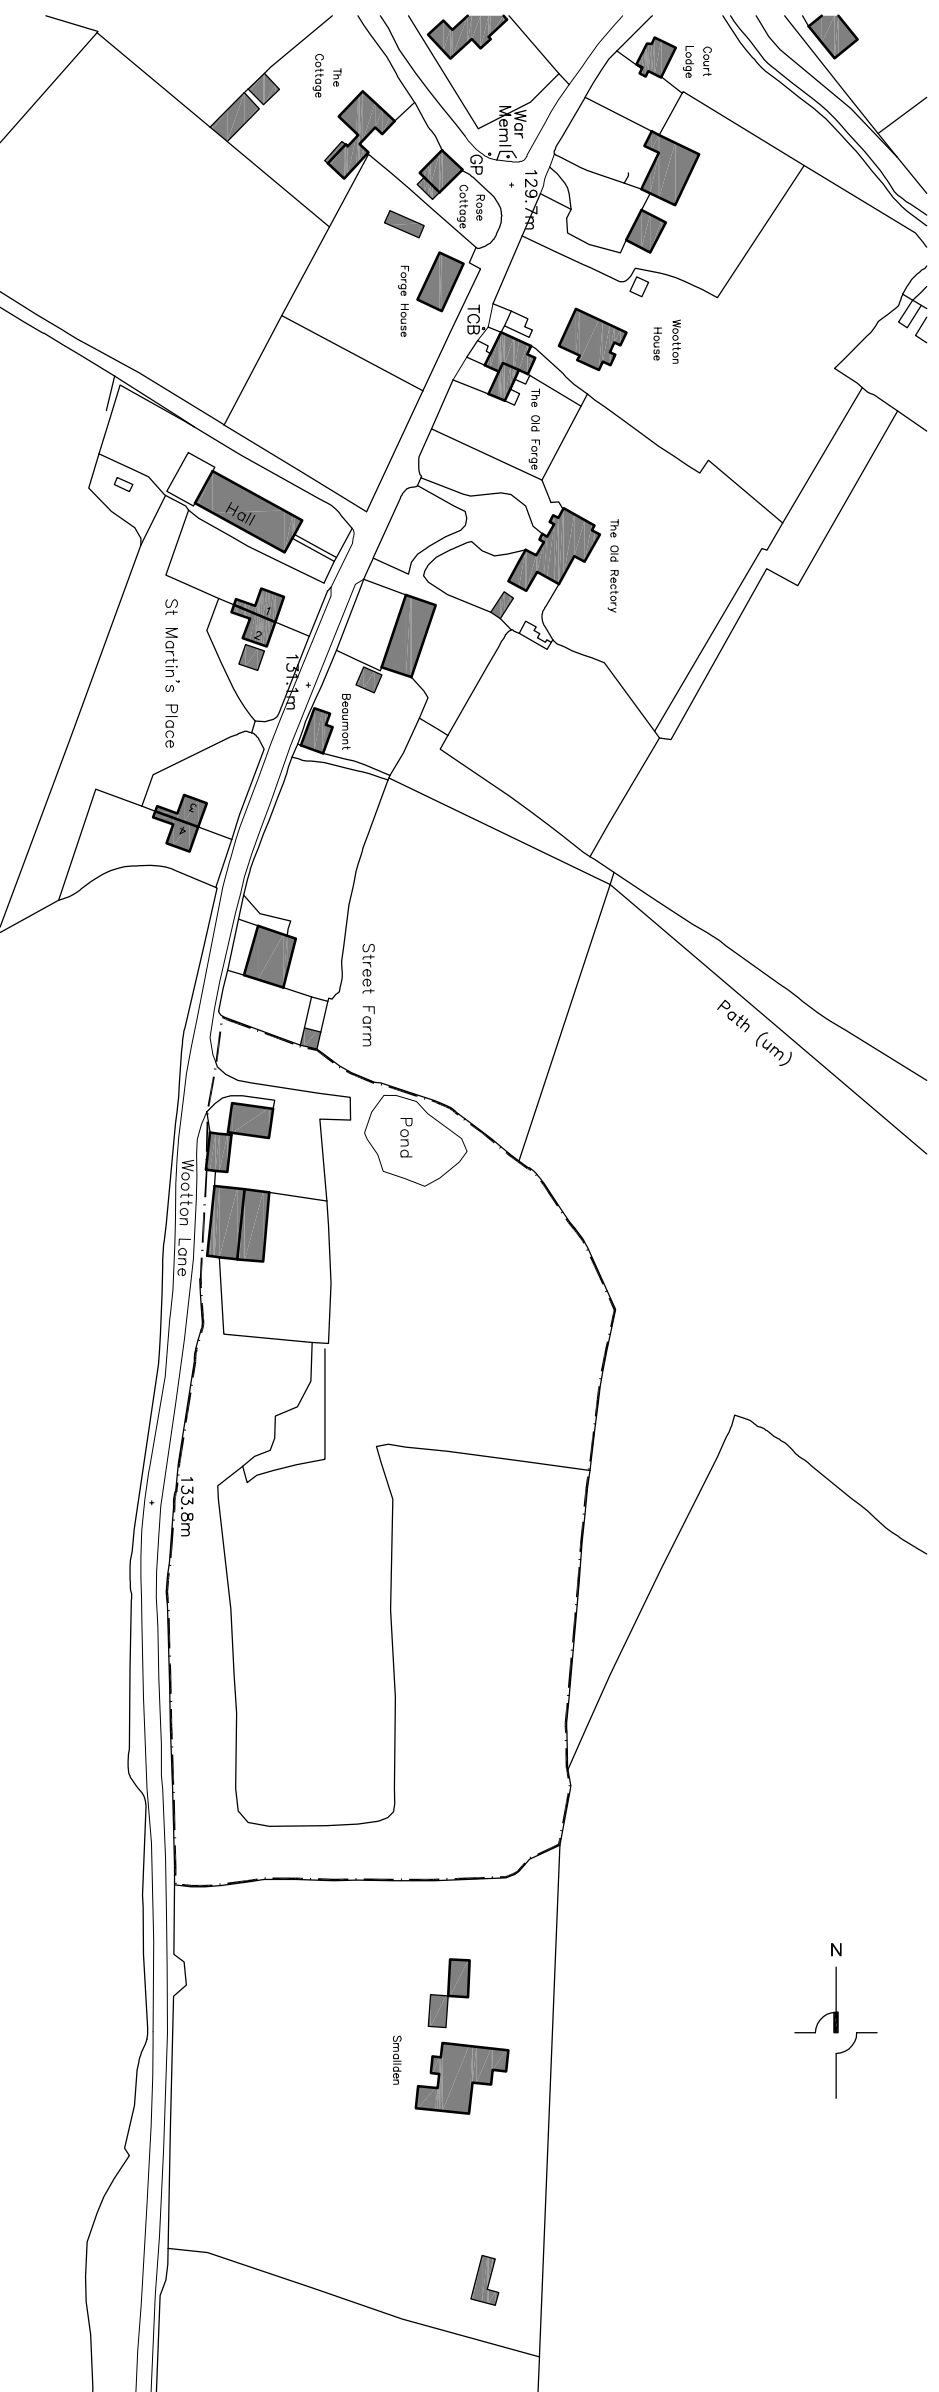 Court
Lodge
The
Cottage
War
Meml
GP
129.7m
Rose
Cottage
Forge House
TCB
Wootton
House
The Old Forge
Hall
The Old Rectory
St Martin's Place
1
2
131.1m
Beaumont
3
4
Street Farm
Path (um)
Pond
Wootton Lane
133.8m
N
Smallden